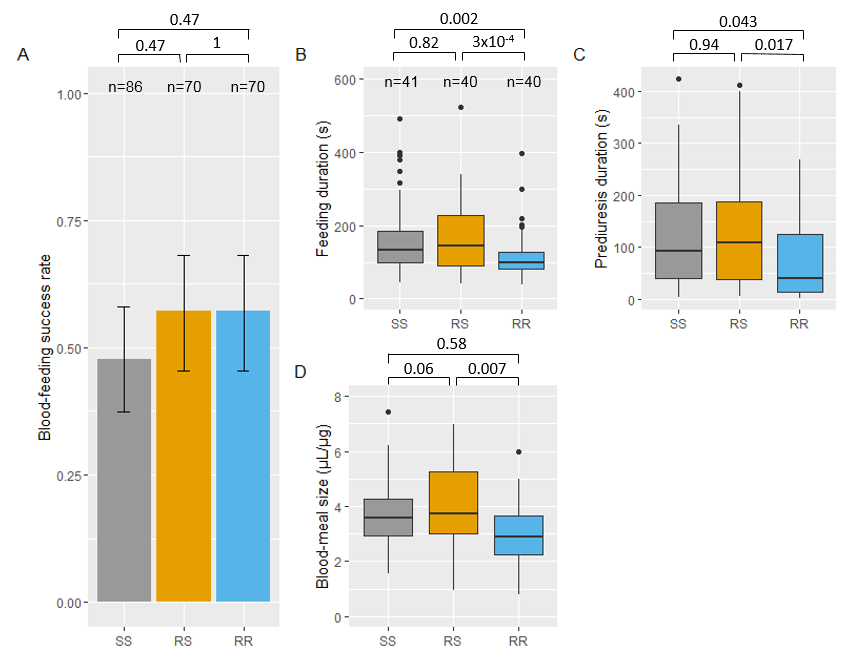 A
0.47
0.47
1
n=86
n=70
n=70
1.00
0.75
0.50
0.25
0.00
Blood-feeding success rate
SS
RS
RR
B
0.002
0.82
3x10⁻⁴
n=41
n=40
n=40
600
400
200
0
Feeding duration (s)
SS
RS
RR
C
0.043
0.94
0.017
400
300
200
100
0
Prediuresis duration (s)
SS
RS
RR
D
0.58
0.06
0.007
8
6
4
2
0
Blood-meal size (µL/µg)
SS
RS
RR